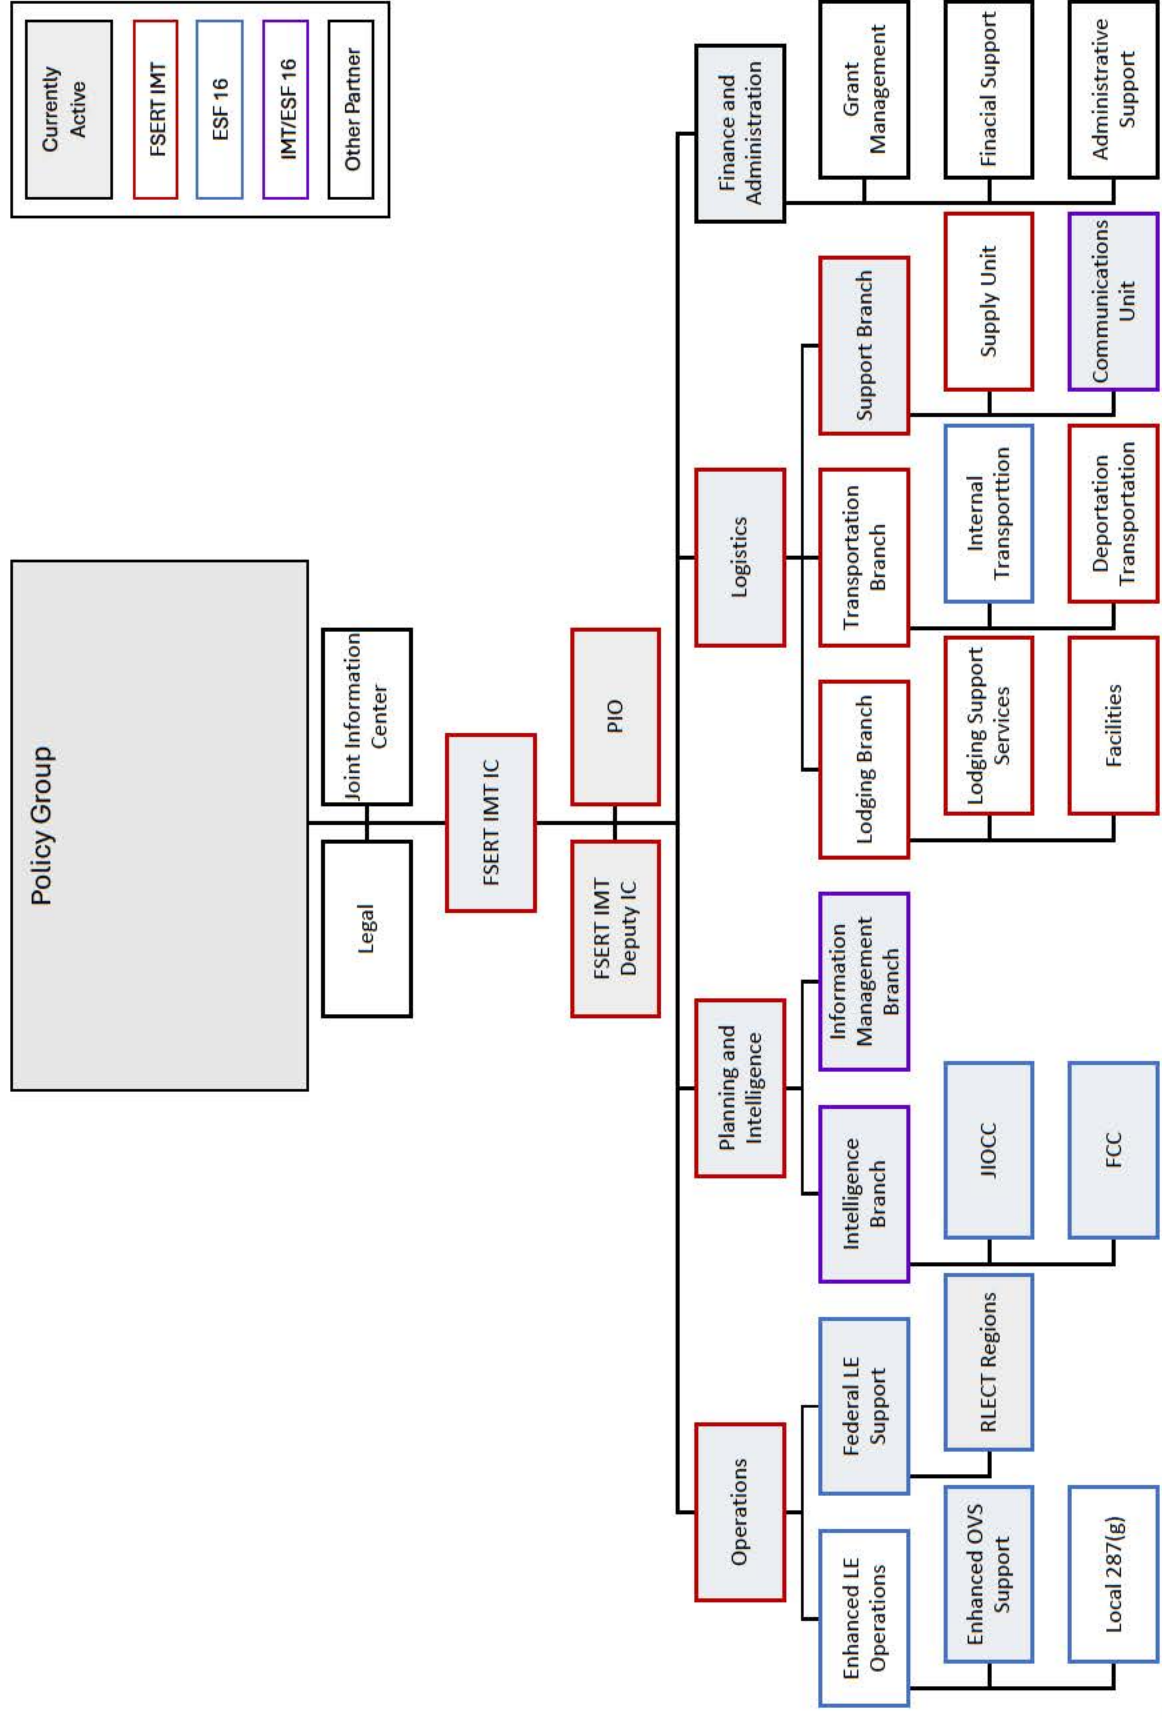 Policy Group
Currently
Active
FSERT IMT
ESF 16
IMT/ESF 16
Other Partner
Legal
Joint Information
Center
FSERT IMT IC
FSERT IMT
Deputy IC
PIO
Operations
Planning and
Intelligence
Logistics
Finance and
Administration
Enhanced LE
Operations
Federal LE
Support
Intelligence
Branch
Information
Management
Branch
Lodging Branch
Transportation
Branch
Support Branch
Grant
Management
Enhanced OVS
Support
RLECT Regions
JIOCC
Lodging Support
Services
Internal
Transporttion
Supply Unit
Finacial Support
Local 287(g)
FCC
Facilities
Deportation
Transportation
Communications
Unit
Administrative
Support